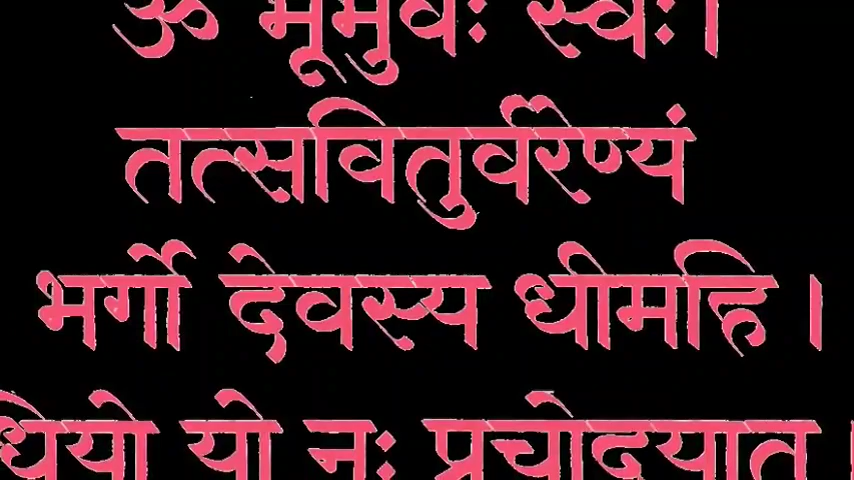 ॐ भूर्भुवः स्वः।
तत्सवितुर्वरेण्यं
भर्गो देवस्य धीमहि ।
धियो यो नः प्रचोदयात् ।